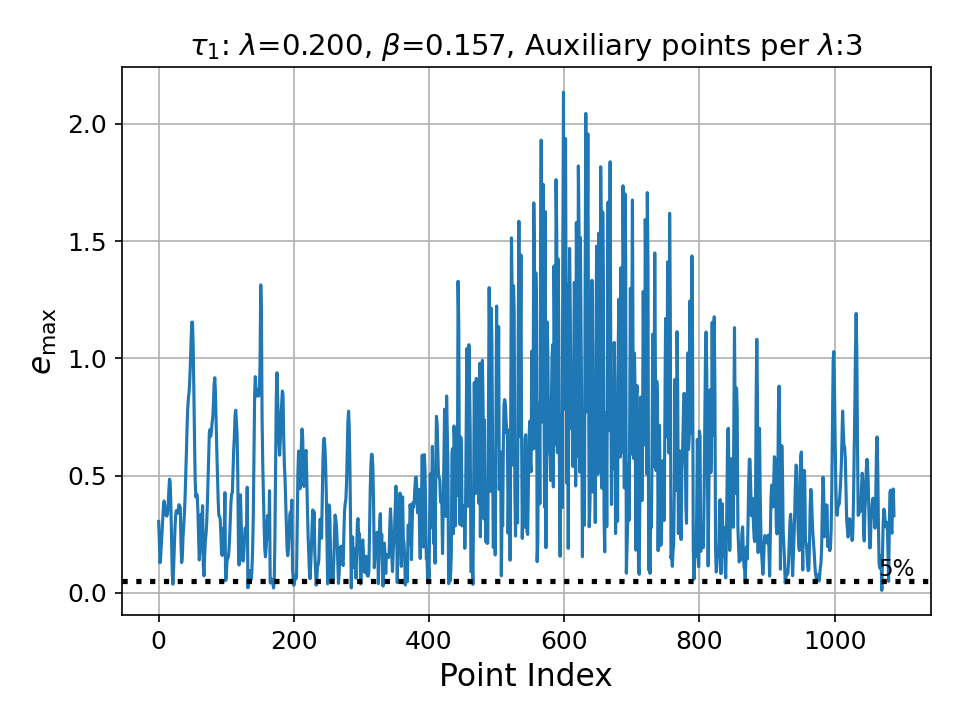 τ₁: λ=0.200, β=0.157, Auxiliary points per λ:3
2.0
1.5
1.0
0.5
0.0
e_max
5%
0 200 400 600 800 1000
Point Index